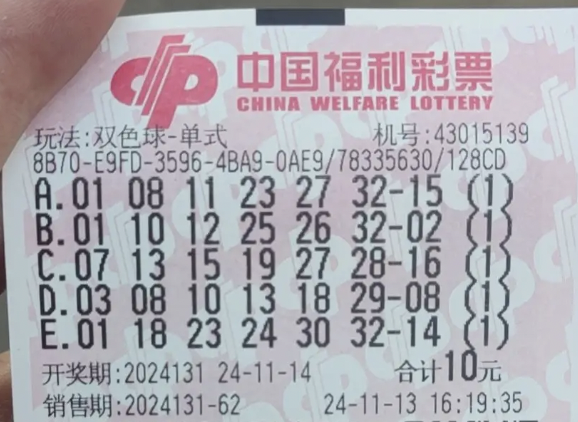 中国福利彩票
CHINA WELFARE LOTTERY
玩法:双色球-单式 机号:43015139
8B70-E9FD-3596-4BA9-0AE9/78335630/128CD
A.01 08 11 23 27 32-15 (1)
B.01 10 12 25 26 32-02 (1)
C.07 13 15 19 27 28-16 (1)
D.03 08 10 13 18 29-08 (1)
E.01 18 23 24 30 32-14 (1)
开奖期:2024131 24-11-14 合计10元
销售期:2024131-62 24-11-13 16:19:35